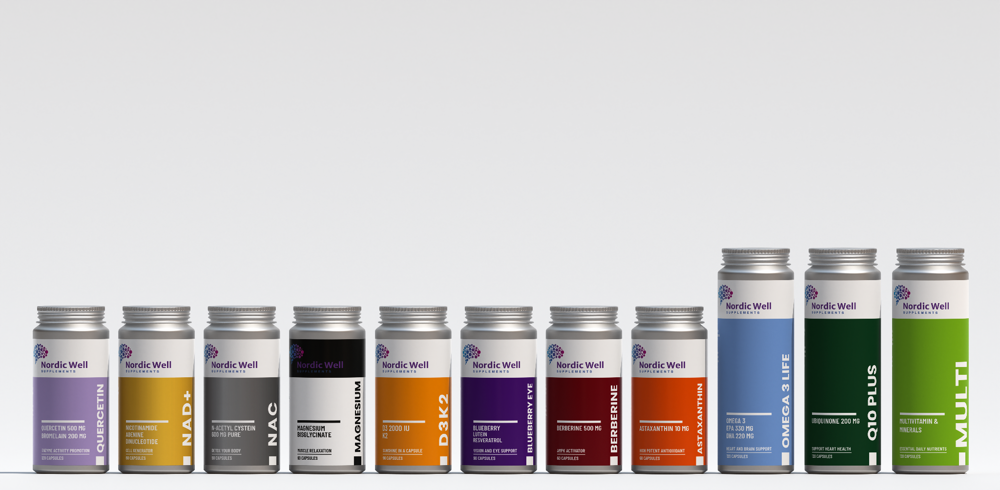 Nordic Well
SUPPLEMENTS
QUERCETIN 500 MG
BROMELAIN 200 MG
ENZYME ACTIVITY PROMOTION
120 CAPSULES
QUERCETIN
Nordic Well
SUPPLEMENTS
NICOTINAMIDE
ADENINE
DINUCLEOTIDE
CELL GENERATOR
60 CAPSULES
NAD+
Nordic Well
SUPPLEMENTS
N-ACETYL CYSTEIN
600 MG PURE
DETOX YOUR BODY
90 CAPSULES
NAC
Nordic Well
SUPPLEMENTS
MAGNESIUM
BISGLYCINATE
MUSCLE RELAXATION
90 CAPSULES
MAGNESIUM
Nordic Well
SUPPLEMENTS
D3 2000 IU
K2
SUNSHINE IN A CAPSULE
90 CAPSULES
D3K2
Nordic Well
SUPPLEMENTS
BLUEBERRY
LUTEIN
RESVERATROL
VISION AND EYE SUPPORT
90 CAPSULES
BLUEBERRY EYE
Nordic Well
SUPPLEMENTS
BERBERINE 500 MG
AMPK ACTIVATOR
60 CAPSULES
BERBERINE
Nordic Well
SUPPLEMENTS
ASTAXANTHIN 10 MG
HIGH POTENT ANTIOXIDANT
60 CAPSULES
ASTAXANTHIN
Nordic Well
SUPPLEMENTS
OMEGA 3
EPA 330 MG
DHA 220 MG
HEART AND BRAIN SUPPORT
120 CAPSULES
OMEGA 3 LIFE
Nordic Well
SUPPLEMENTS
UBIQUINONE 200 MG
SUPPORT HEART HEALTH
120 CAPSULES
Q10 PLUS
Nordic Well
SUPPLEMENTS
MULTIVITAMIN &
MINERALS
ESSENTIAL DAILY NUTRIENTS
120 CAPSULES
MULTI